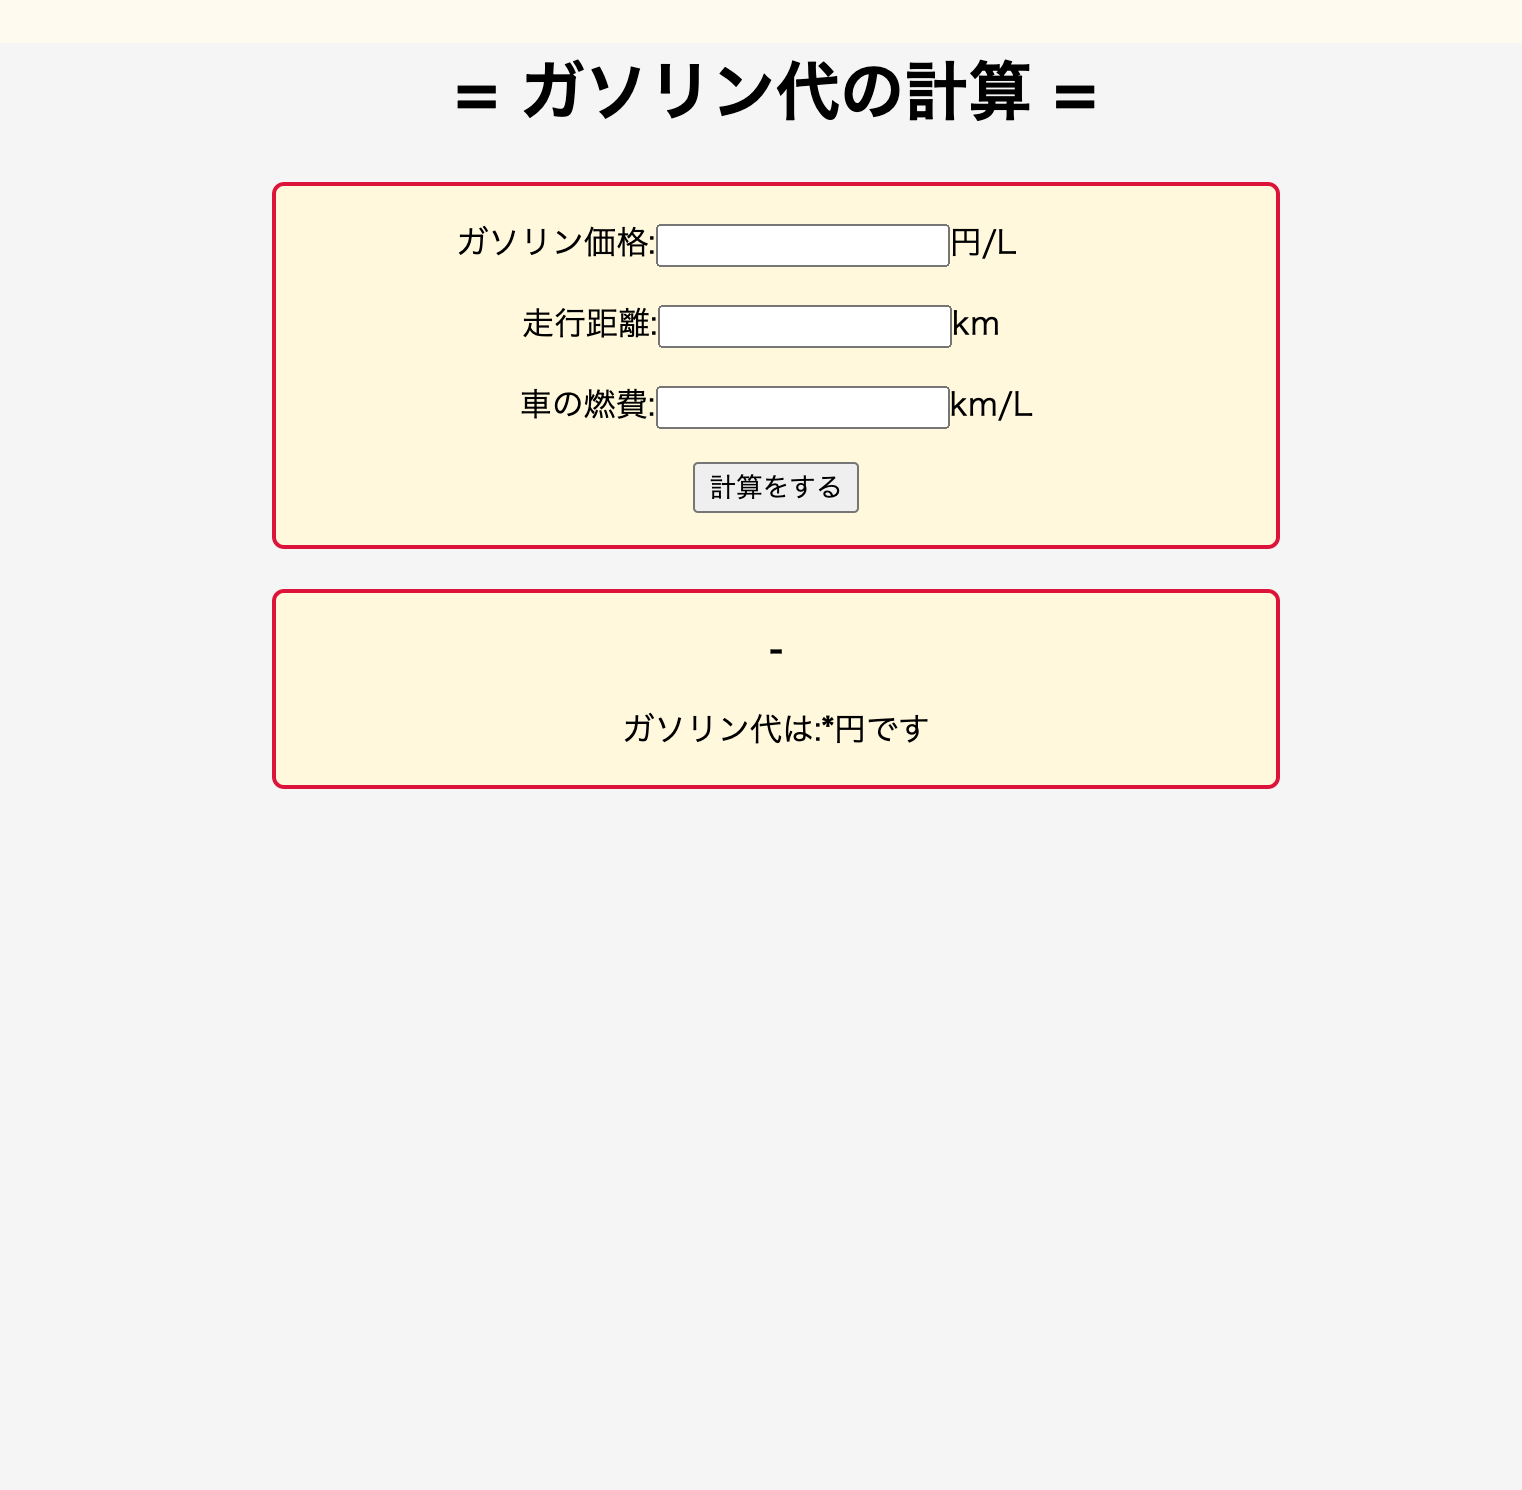 = ガソリン代の計算 =
ガソリン価格:円/L
走行距離:km
車の燃費:km/L
計算をする
-
ガソリン代は:*円です